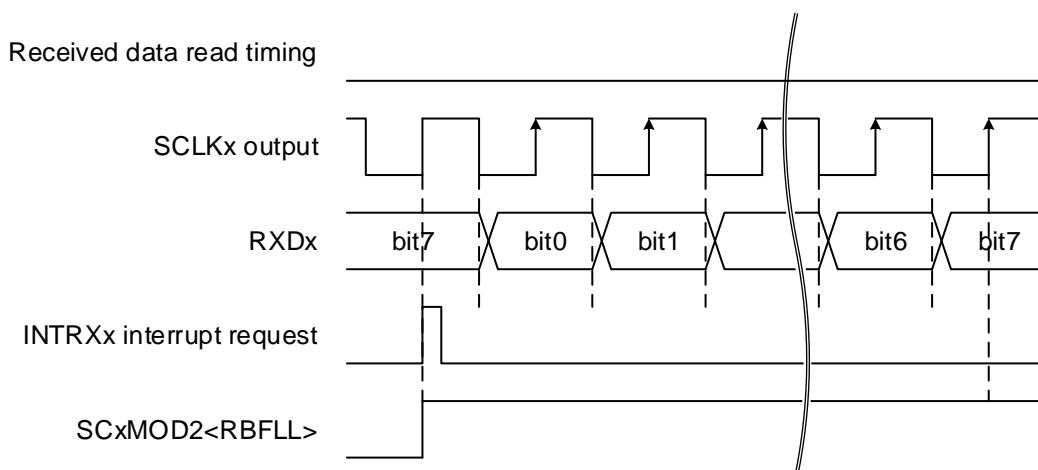 Received data read timing
SCLKx output
RXDx
bit7
bit0
bit1
bit6
bit7
INTRXx interrupt request
SCxMOD2<RBFLL>